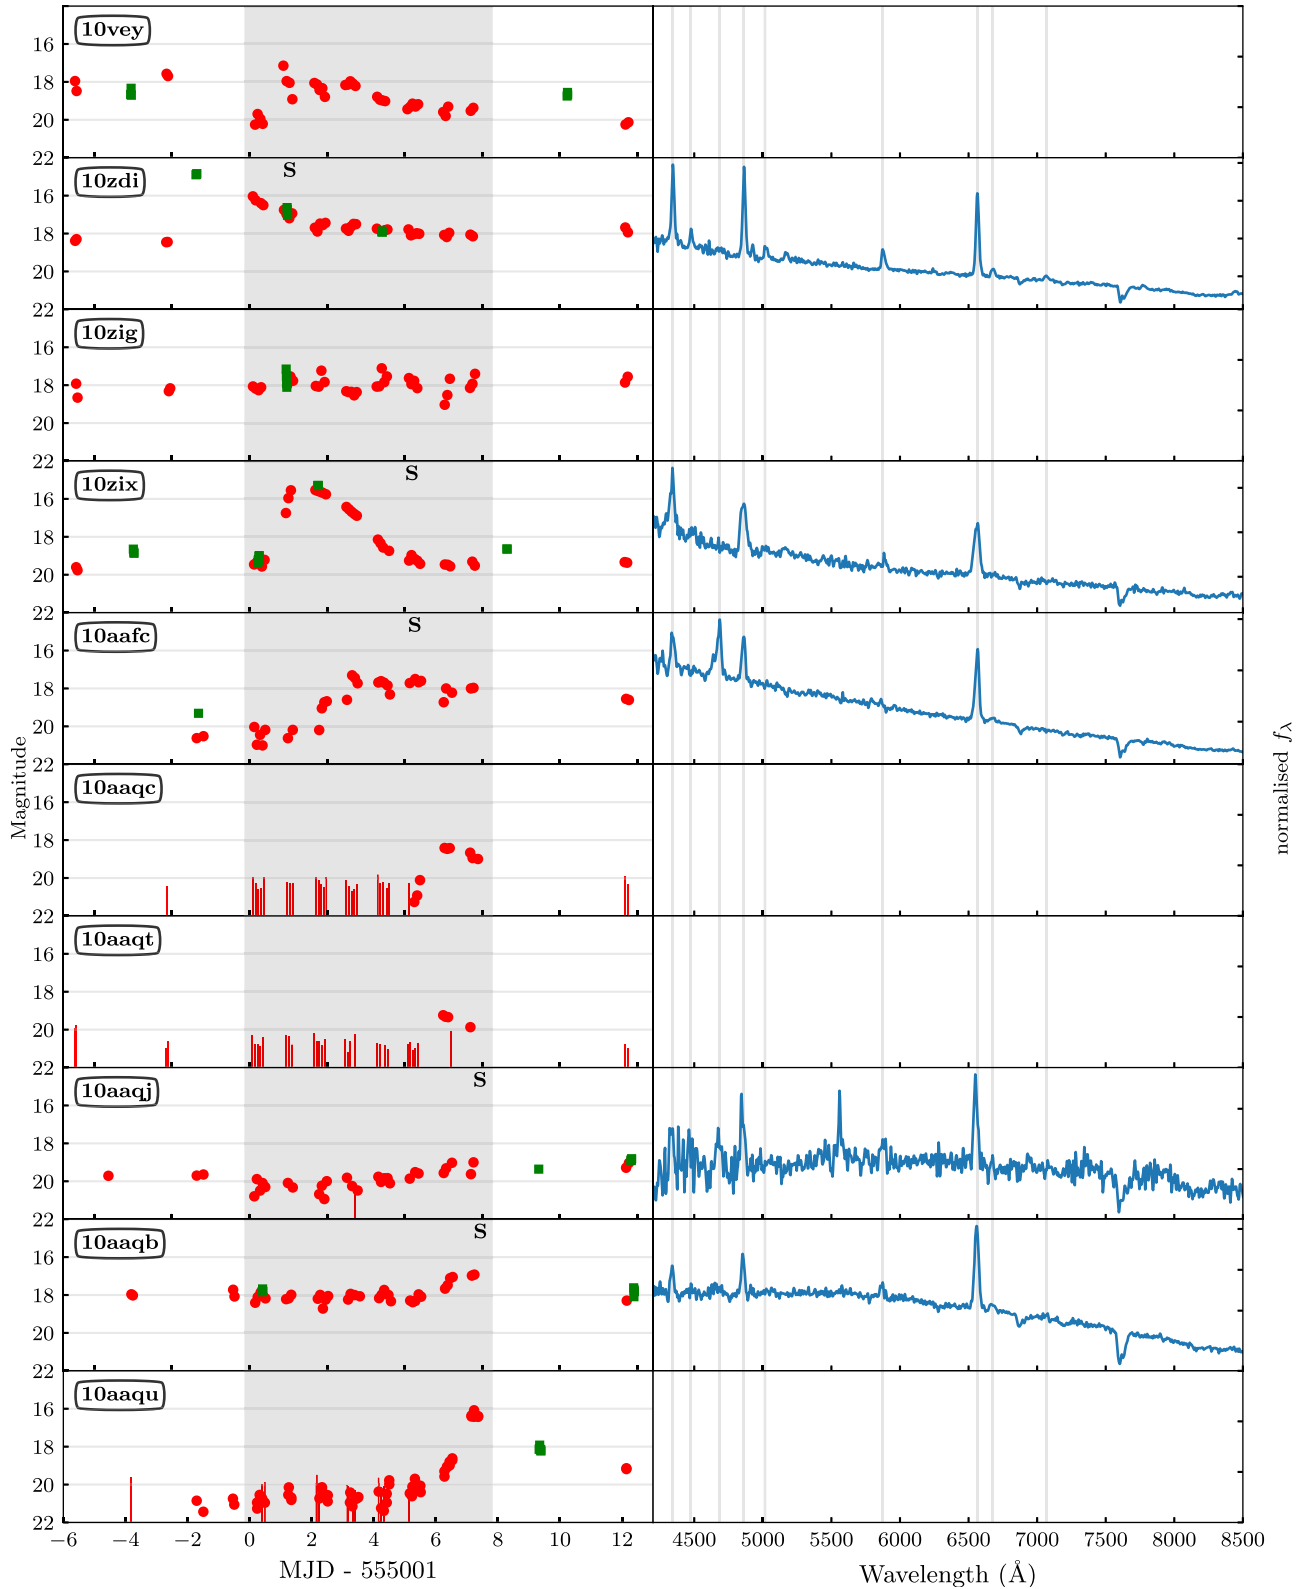 10vey
16
18
20
22
S
10zdi
16
18
20
22
10zig
16
18
20
22
S
10zix
16
18
20
22
S
10aafc
16
18
20
22
10aaqc
16
18
20
22
10aaqt
16
18
20
22
S
10aaqj
16
18
20
22
S
10aaqb
16
18
20
22
10aaqu
16
18
20
22
Magnitude
normalised fλ
−6 −4 −2 0 2 4 6 8 10 12 4500 5000 5500 6000 6500 7000 7500 8000 8500
MJD - 555001
Wavelength (Å)